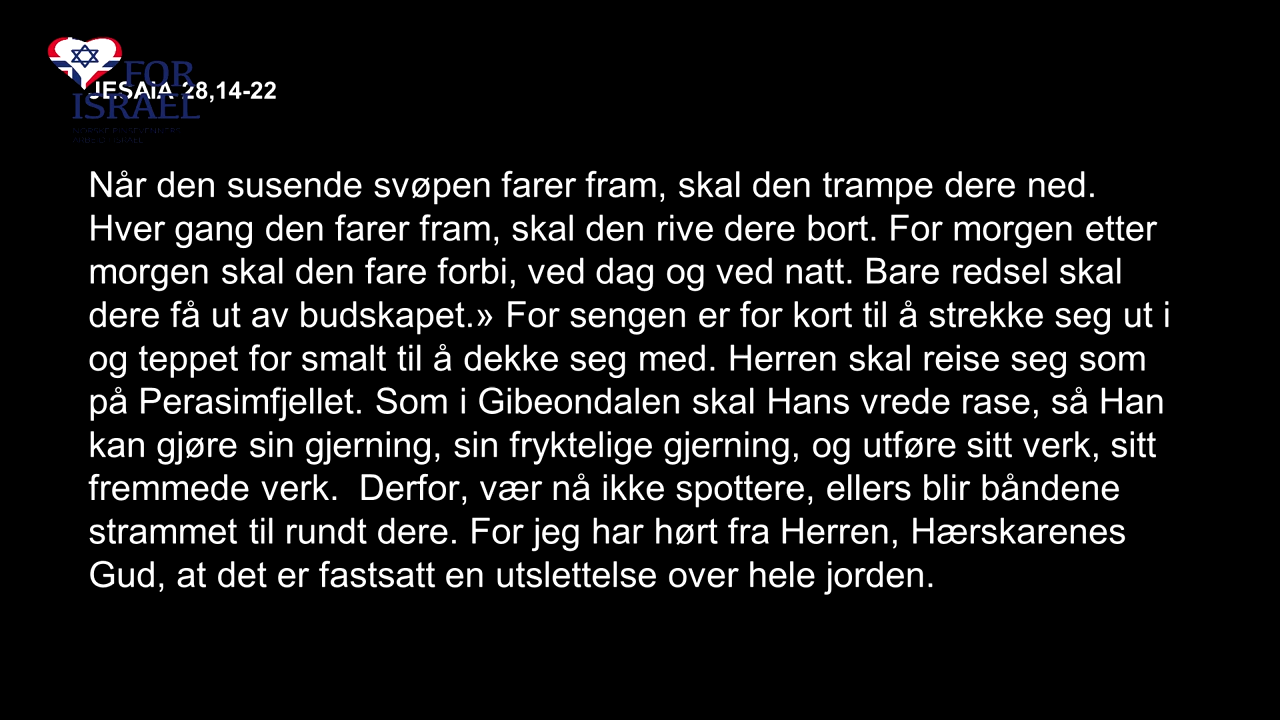 FOR
ISRAEL
JESAiA 28,14-22
Når den susende svøpen farer fram, skal den trampe dere ned.
Hver gang den farer fram, skal den rive dere bort. For morgen etter
morgen skal den fare forbi, ved dag og ved natt. Bare redsel skal
dere få ut av budskapet.» For sengen er for kort til å strekke seg ut i
og teppet for smalt til å dekke seg med. Herren skal reise seg som
på Perasimfjellet. Som i Gibeondalen skal Hans vrede rase, så Han
kan gjøre sin gjerning, sin fryktelige gjerning, og utføre sitt verk, sitt
fremmede verk.  Derfor, vær nå ikke spottere, ellers blir båndene
strammet til rundt dere. For jeg har hørt fra Herren, Hærskarenes
Gud, at det er fastsatt en utslettelse over hele jorden.